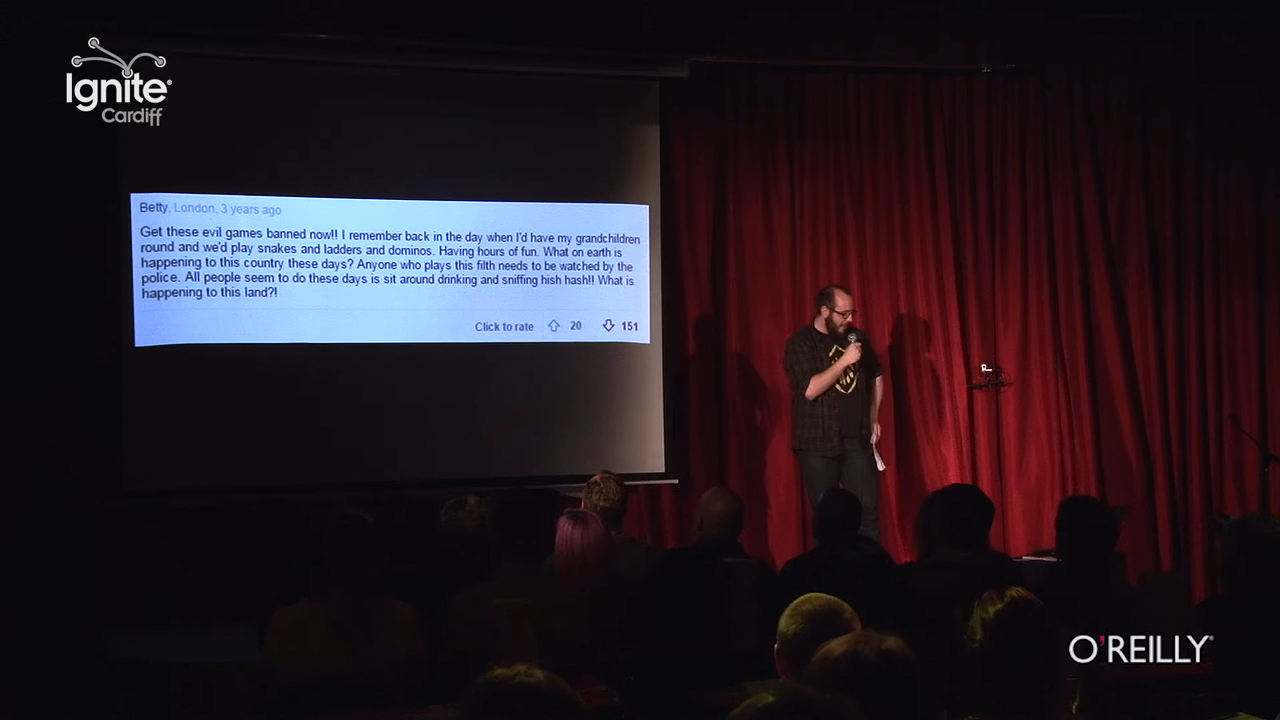 Ignite
Cardiff
Betty, London, 3 years ago
Get these evil games banned now!! I remember back in the day when I'd have my grandchildren
round and we'd play snakes and ladders and dominos. Having hours of fun. What on earth is
happening to this country these days? Anyone who plays this filth needs to be watched by the
police. All people seem to do these days is sit around drinking and sniffing hish hash!! What is
happening to this land?!
Click to rate 20 151
O'REILLY